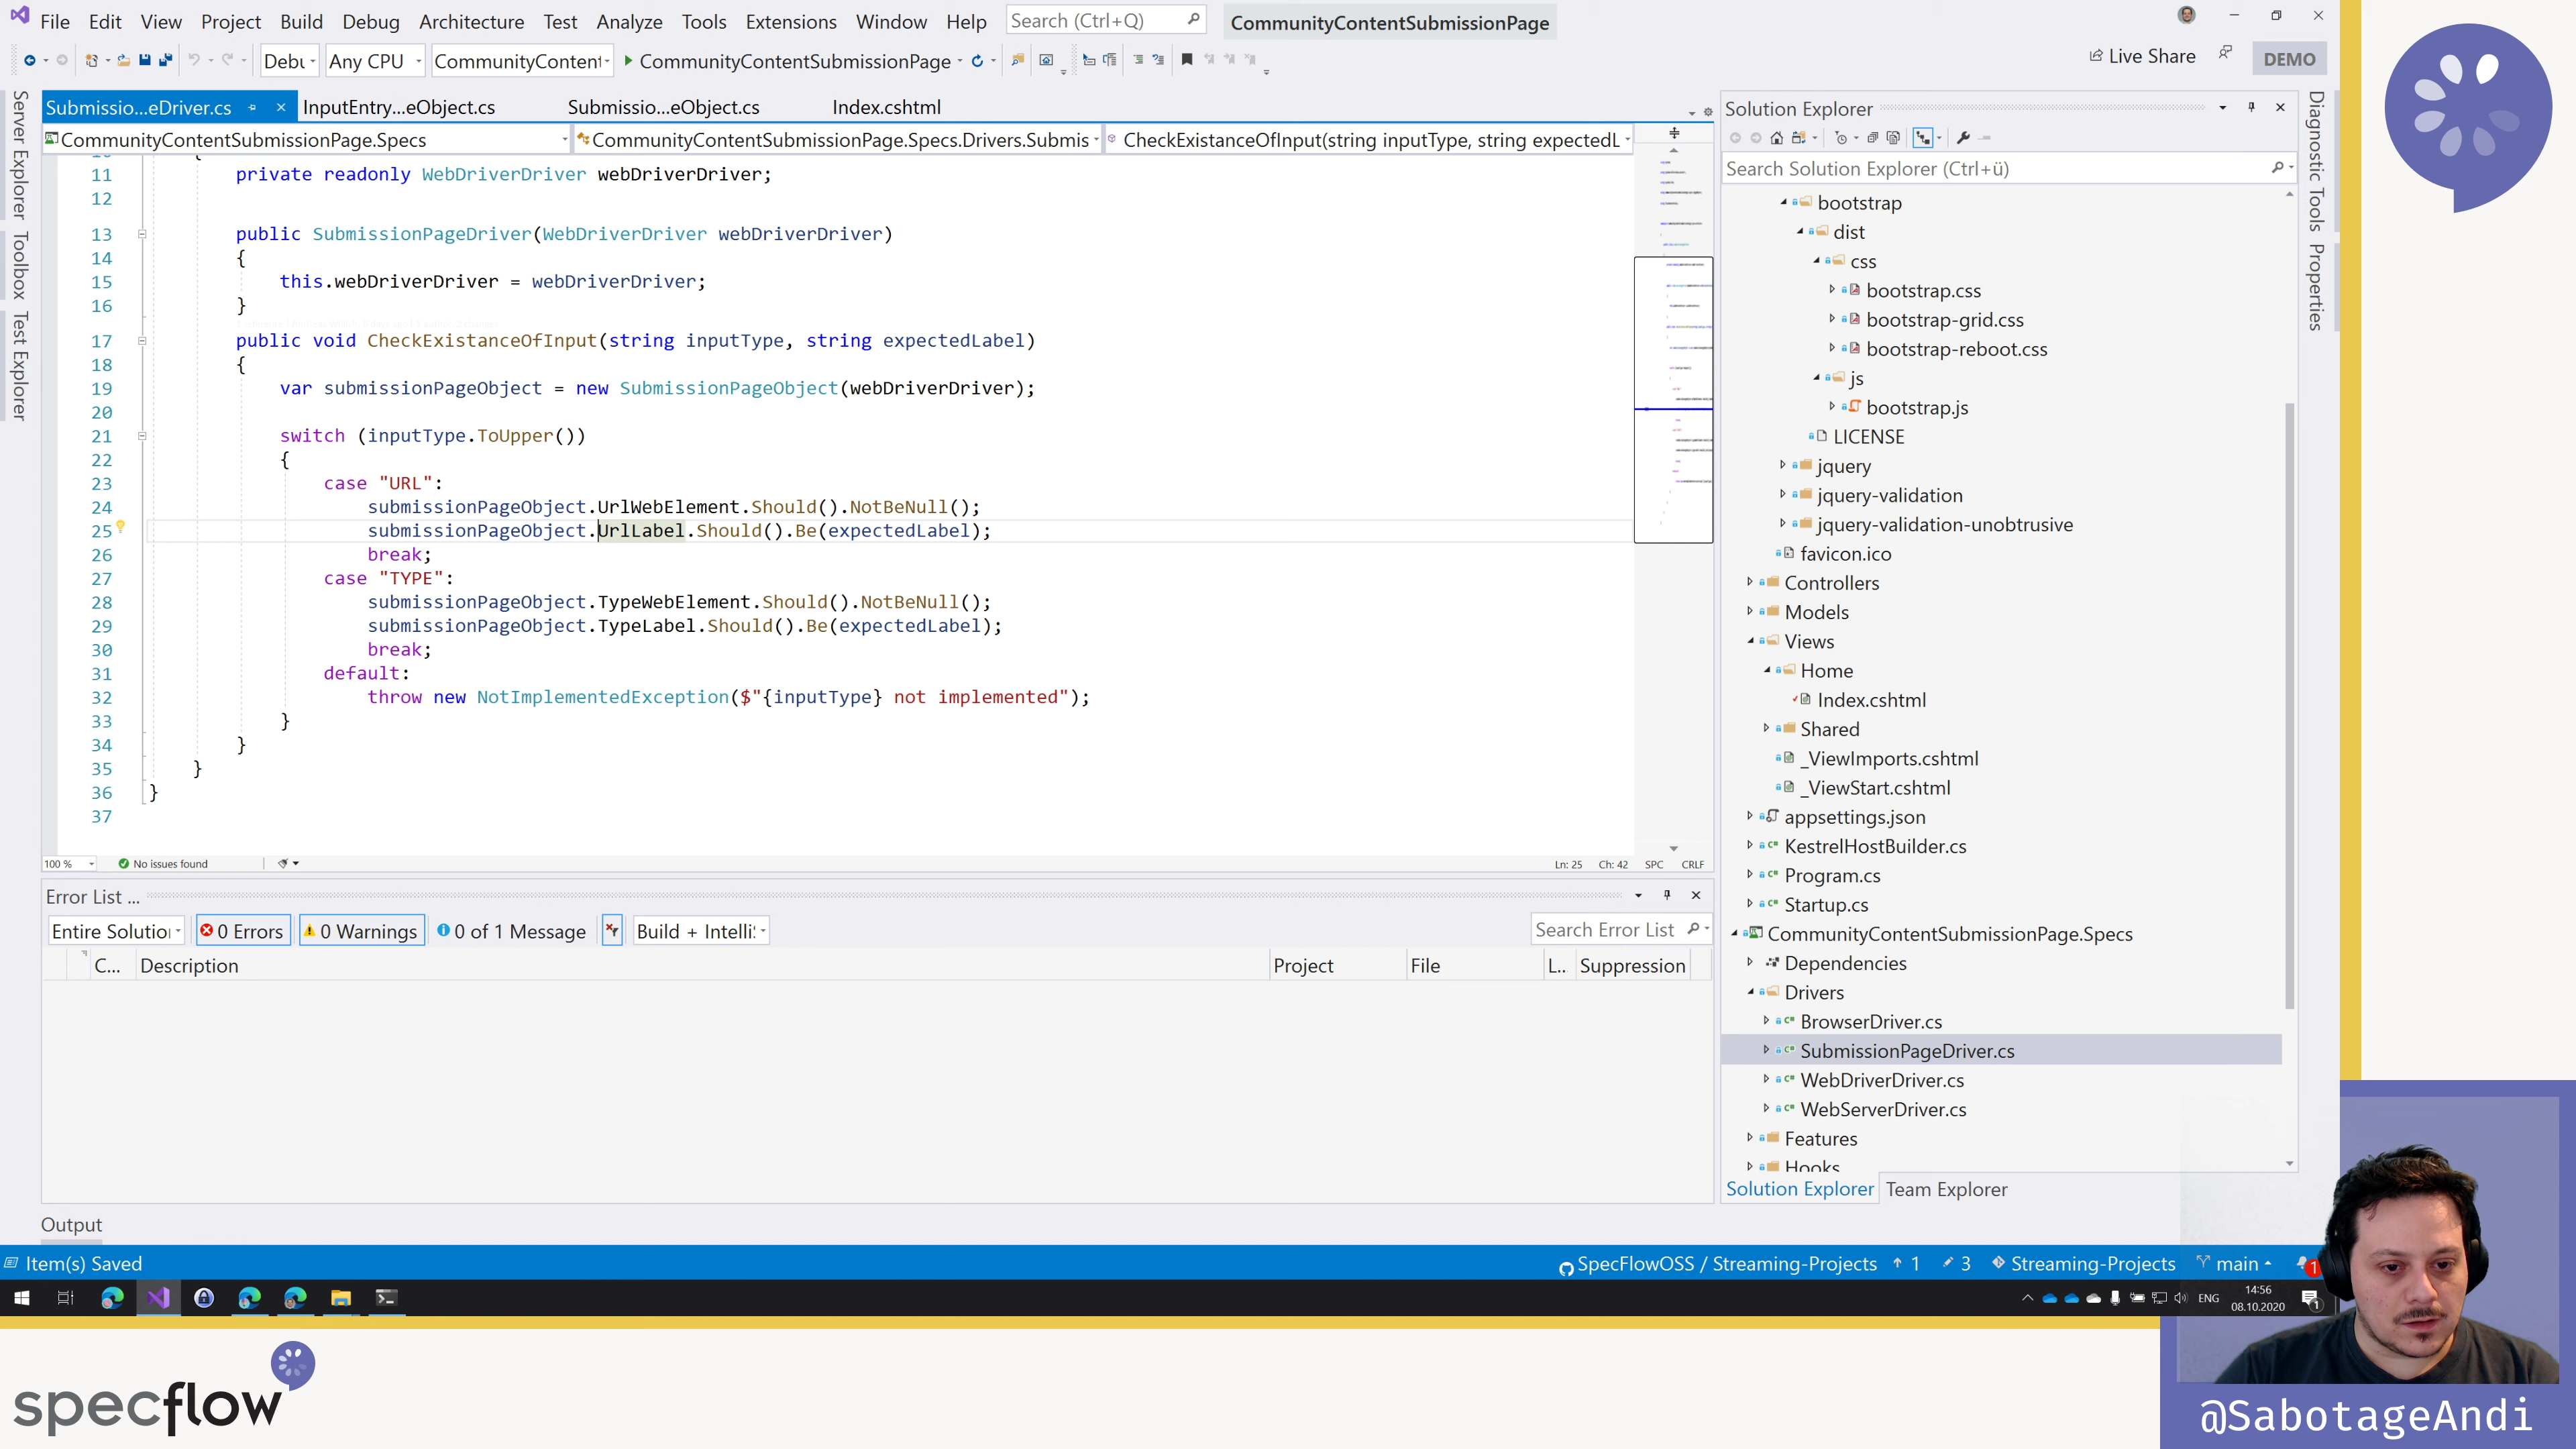 File Edit View Project Build Debug Architecture Test Analyze Tools Extensions Window Help Search (Ctrl+Q) CommunityContentSubmissionPage
Debu Any CPU CommunityContent CommunityContentSubmissionPage Live Share DEMO
Server Explorer Toolbox Test Explorer
Submissio...eDriver.cs InputEntry...eObject.cs Submissio...eObject.cs Index.cshtml
CommunityContentSubmissionPage.Specs CommunityContentSubmissionPage.Specs.Drivers.Submis CheckExistanceOfInput(string inputType, string expectedL
11 private readonly WebDriverDriver webDriverDriver;
12
13 public SubmissionPageDriver(WebDriverDriver webDriverDriver)
14 {
15 this.webDriverDriver = webDriverDriver;
16 }
17 public void CheckExistanceOfInput(string inputType, string expectedLabel)
18 {
19 var submissionPageObject = new SubmissionPageObject(webDriverDriver);
20
21 switch (inputType.ToUpper())
22 {
23 case "URL":
24 submissionPageObject.UrlWebElement.Should().NotBeNull();
25 submissionPageObject.UrlLabel.Should().Be(expectedLabel);
26 break;
27 case "TYPE":
28 submissionPageObject.TypeWebElement.Should().NotBeNull();
29 submissionPageObject.TypeLabel.Should().Be(expectedLabel);
30 break;
31 default:
32 throw new NotImplementedException($"{inputType} not implemented");
33 }
34 }
35 }
36 }
37
100 % No issues found Ln: 25 Ch: 42 SPC CRLF
Error List ...
Entire Solutio 0 Errors 0 Warnings 0 of 1 Message Build + Intelli Search Error List
C... Description Project File L.. Suppression
Output
Solution Explorer
Search Solution Explorer (Ctrl+ü)
bootstrap
dist
css
bootstrap.css
bootstrap-grid.css
bootstrap-reboot.css
js
bootstrap.js
LICENSE
jquery
jquery-validation
jquery-validation-unobtrusive
favicon.ico
Controllers
Models
Views
Home
Index.cshtml
Shared
_ViewImports.cshtml
_ViewStart.cshtml
appsettings.json
KestrelHostBuilder.cs
Program.cs
Startup.cs
CommunityContentSubmissionPage.Specs
Dependencies
Drivers
BrowserDriver.cs
SubmissionPageDriver.cs
WebDriverDriver.cs
WebServerDriver.cs
Features
Hooks
Solution Explorer Team Explorer
Diagnostic Tools Properties
Item(s) Saved SpecFlowOSS / Streaming-Projects 1 3 Streaming-Projects main 1
ENG 14:56
08.10.2020 1
specflow
@SabotageAndi